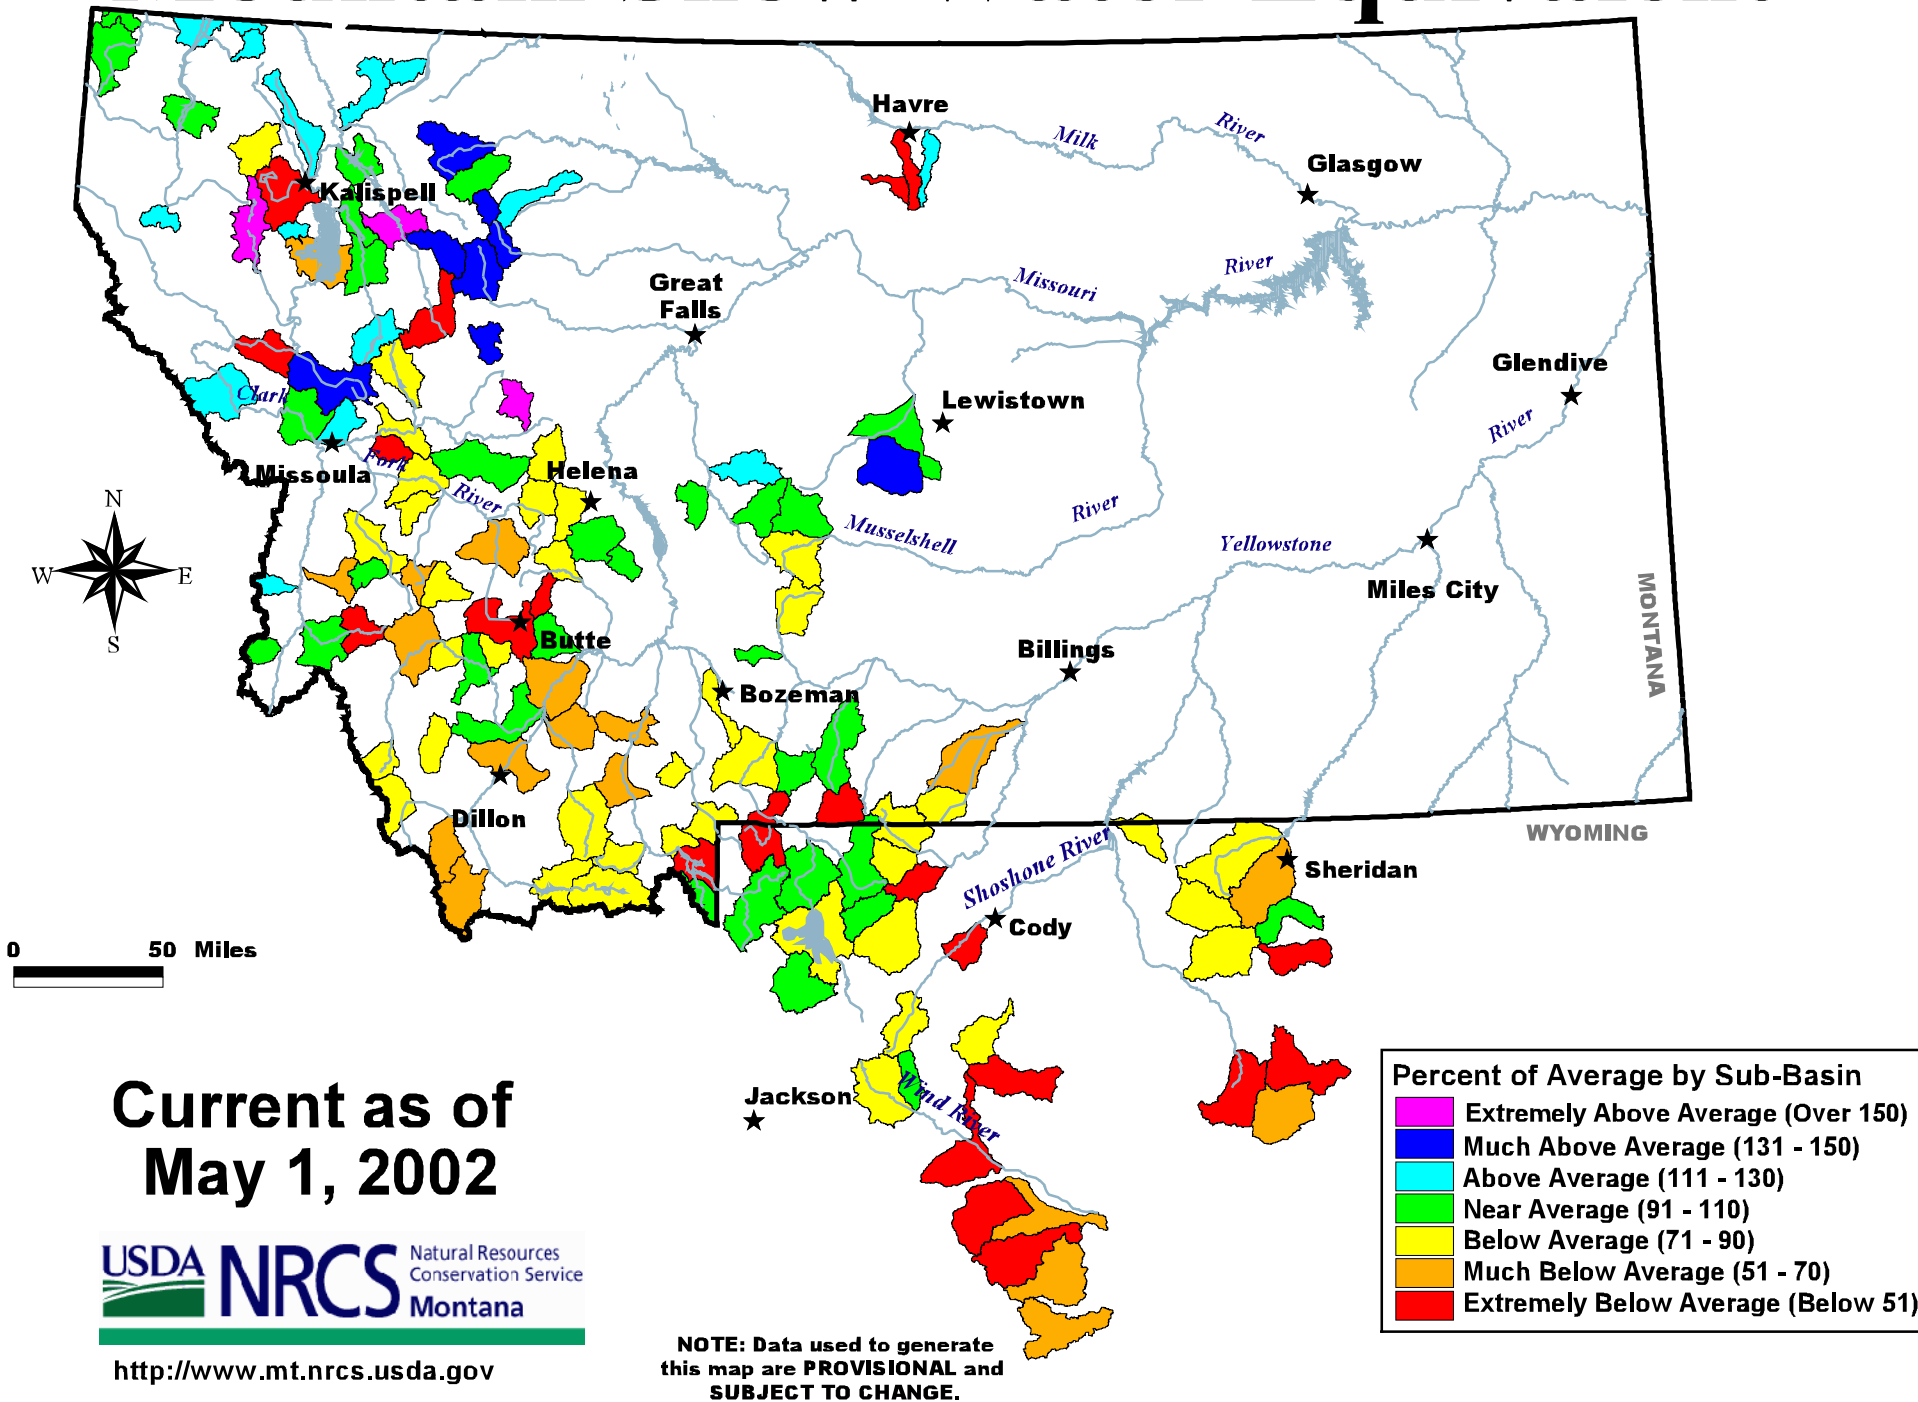 Havre
Milk
River
Glasgow
Kalispell
Great
Falls
Missouri
River
Glendive
Clark
Lewistown
River
Missoula
Fork
Helena
River
N
W
E
S
Musselshell
River
Yellowstone
Miles City
MONTANA
Butte
Billings
Bozeman
Dillon
WYOMING
Shoshone River
Sheridan
Cody
0 50 Miles
Jackson
Wind River
Current as of
May 1, 2002
USDA NRCS
Natural Resources
Conservation Service
Montana
http://www.mt.nrcs.usda.gov
NOTE: Data used to generate
this map are PROVISIONAL and
SUBJECT TO CHANGE.
Percent of Average by Sub-Basin
Extremely Above Average (Over 150)
Much Above Average (131 - 150)
Above Average (111 - 130)
Near Average (91 - 110)
Below Average (71 - 90)
Much Below Average (51 - 70)
Extremely Below Average (Below 51)